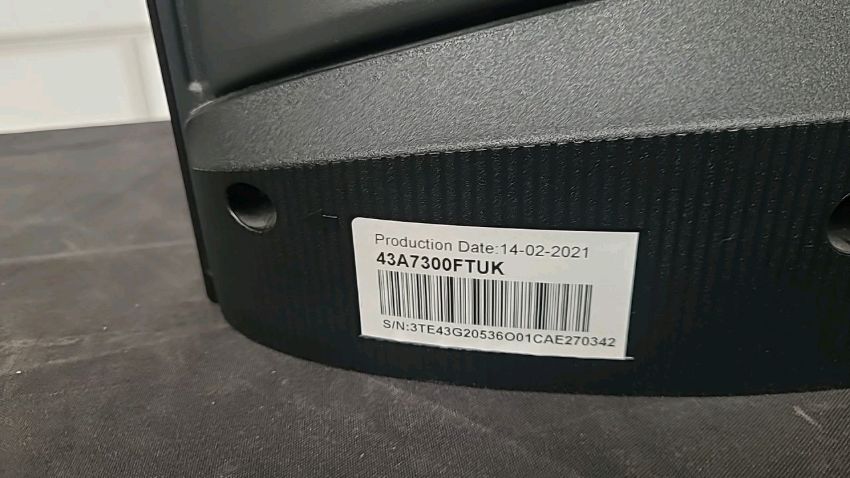 Production Date:14-02-2021
43A7300FTUK
S/N:3TE43G20536O01CAE270342